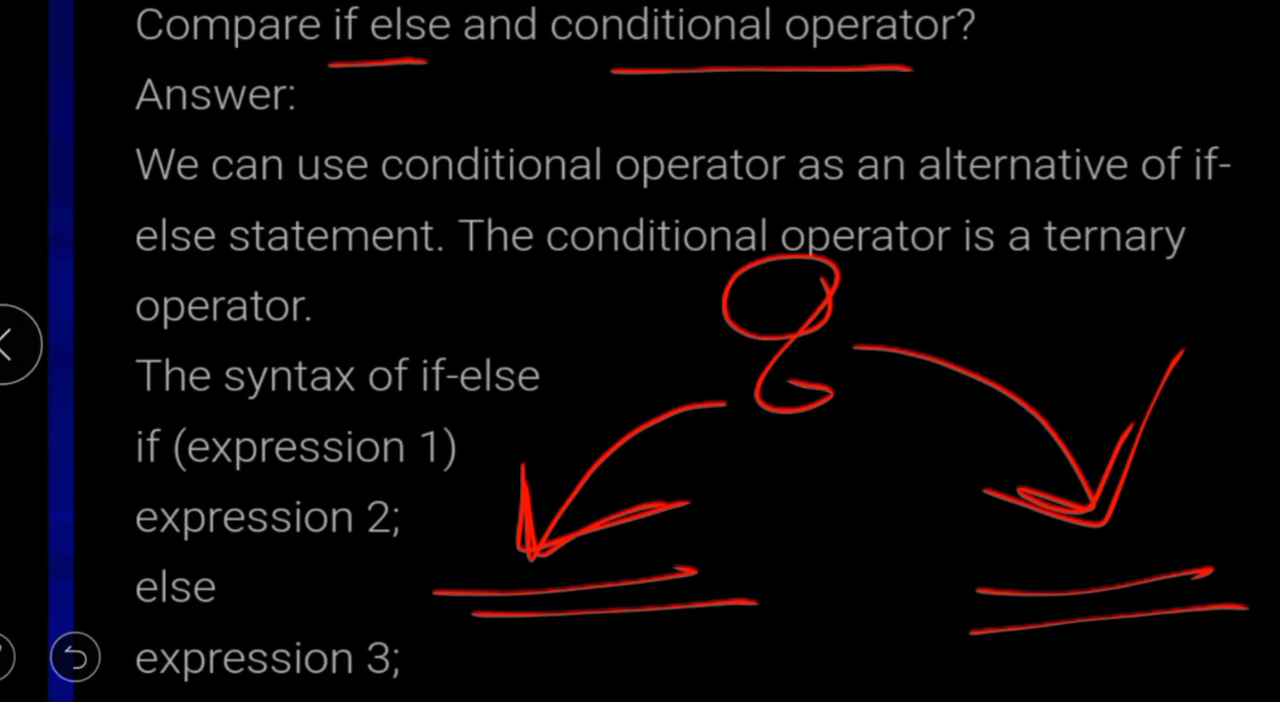 Compare if else and conditional operator?
Answer:
We can use conditional operator as an alternative of if-
else statement. The conditional operator is a ternary
operator.
The syntax of if-else
if (expression 1)
expression 2;
else
expression 3;